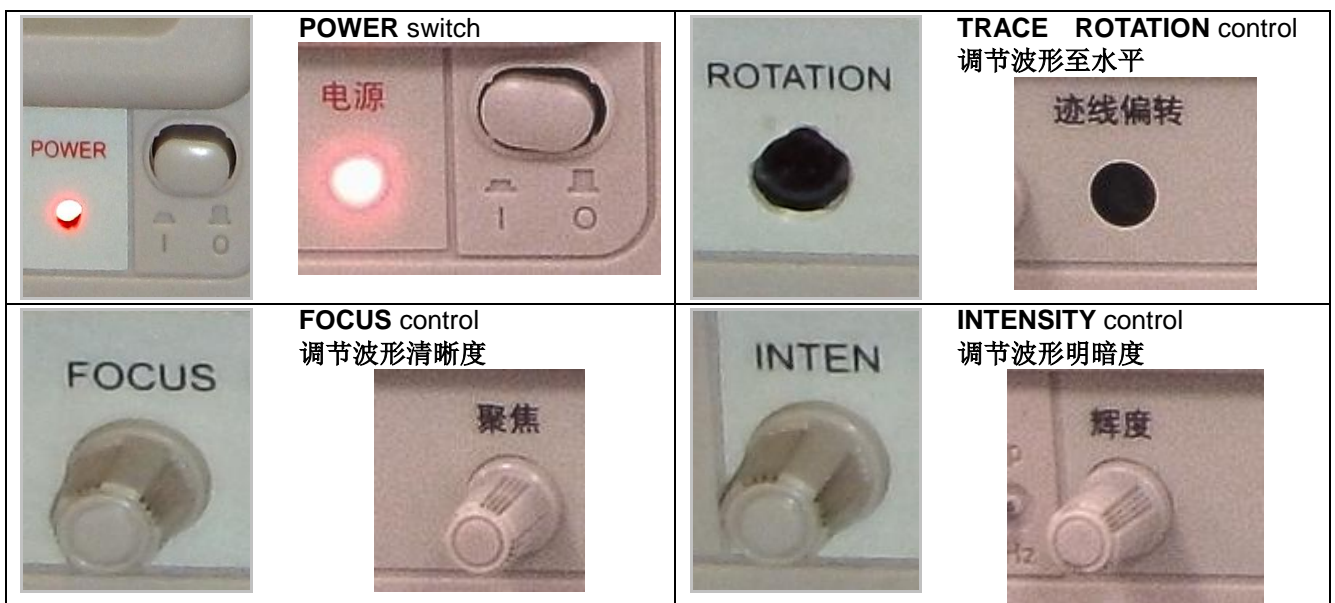 POWER switch
POWER
I O
电源
I O
TRACE ROTATION control
调节波形至水平
ROTATION
迹线偏转
FOCUS control
调节波形清晰度
FOCUS
聚焦
INTENSITY control
调节波形明暗度
INTEN
辉度
Hz